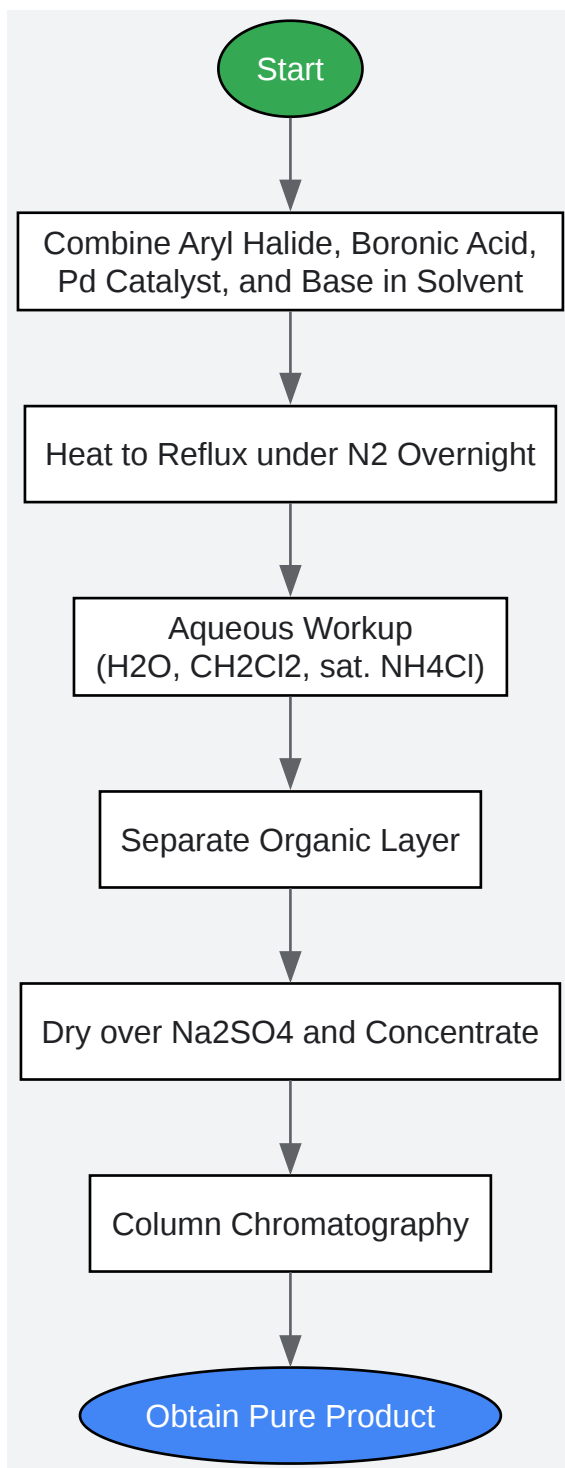 Start
Combine Aryl Halide, Boronic Acid,
Pd Catalyst, and Base in Solvent
Heat to Reflux under N2 Overnight
Aqueous Workup
(H2O, CH2Cl2, sat. NH4Cl)
Separate Organic Layer
Dry over Na2SO4 and Concentrate
Column Chromatography
Obtain Pure Product